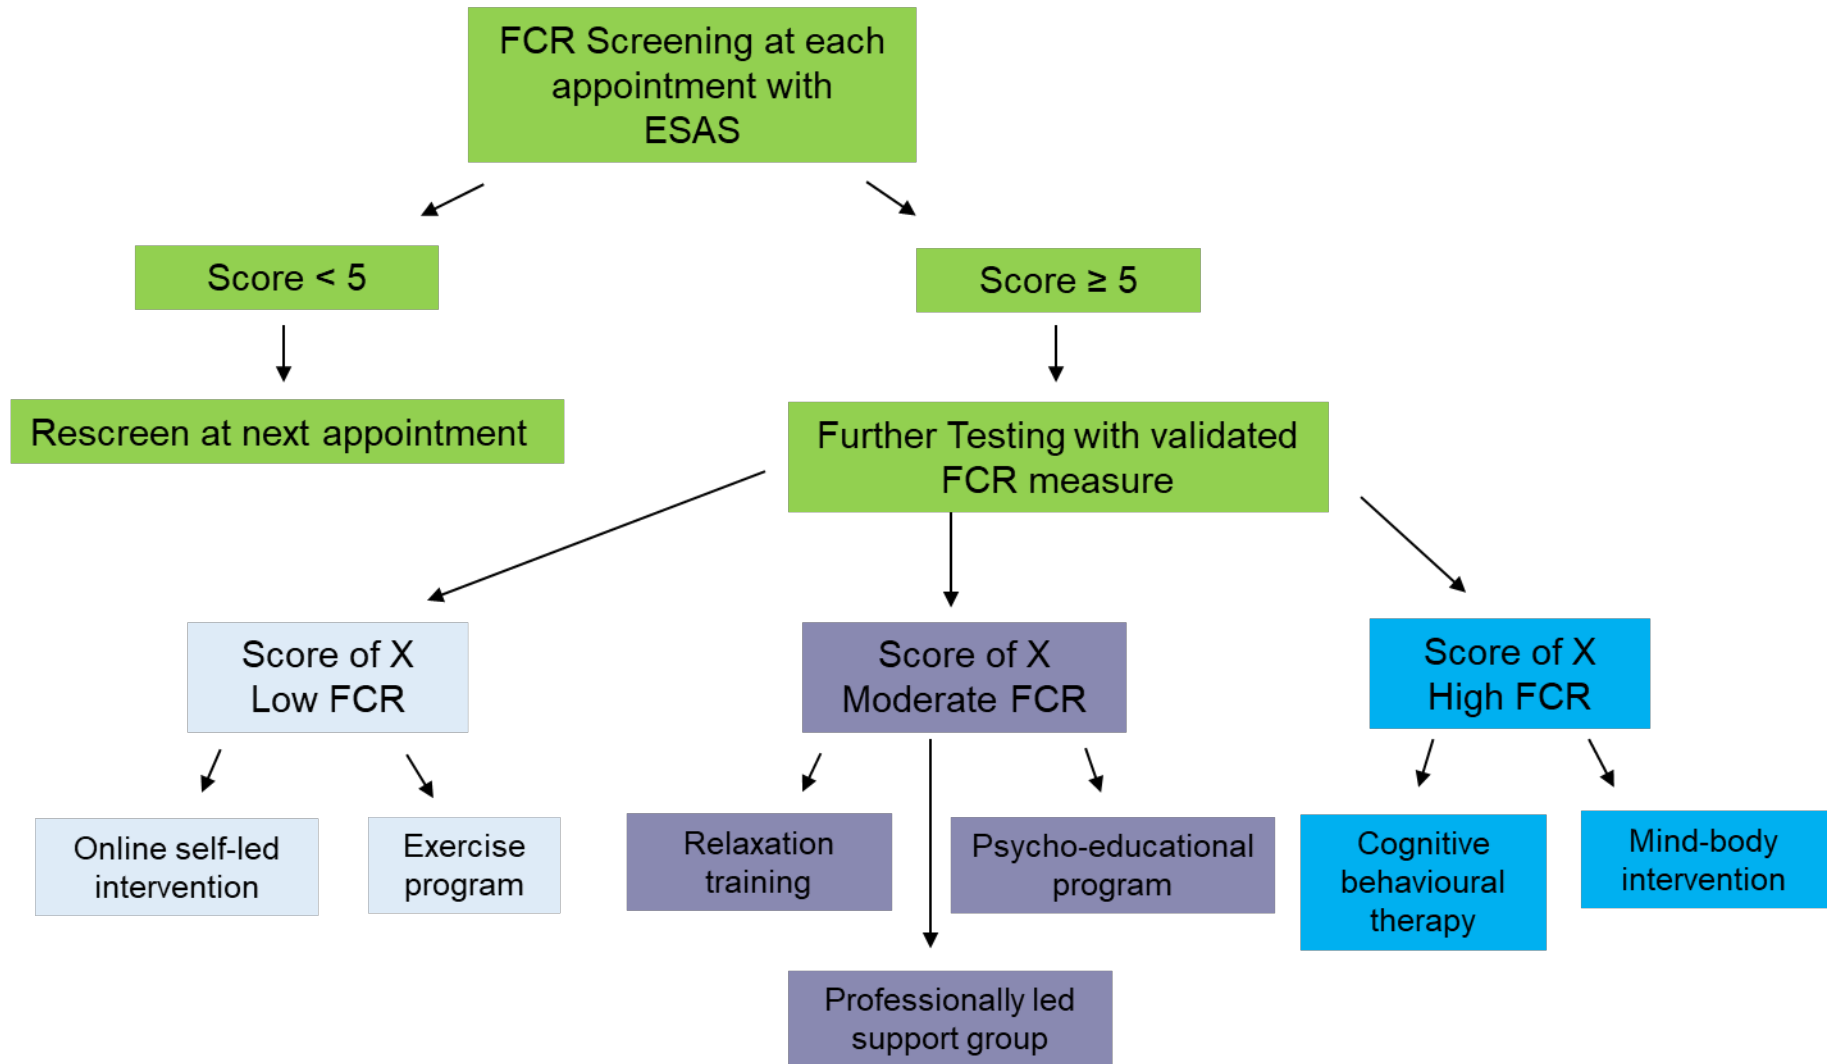 FCR Screening at each
appointment with
ESAS
Score < 5
Score ≥ 5
Rescreen at next appointment
Further Testing with validated
FCR measure
Score of X
Low FCR
Score of X
Moderate FCR
Score of X
High FCR
Online self-led
intervention
Exercise
program
Relaxation
training
Psycho-educational
program
Cognitive
behavioural
therapy
Mind-body
intervention
Professionally led
support group